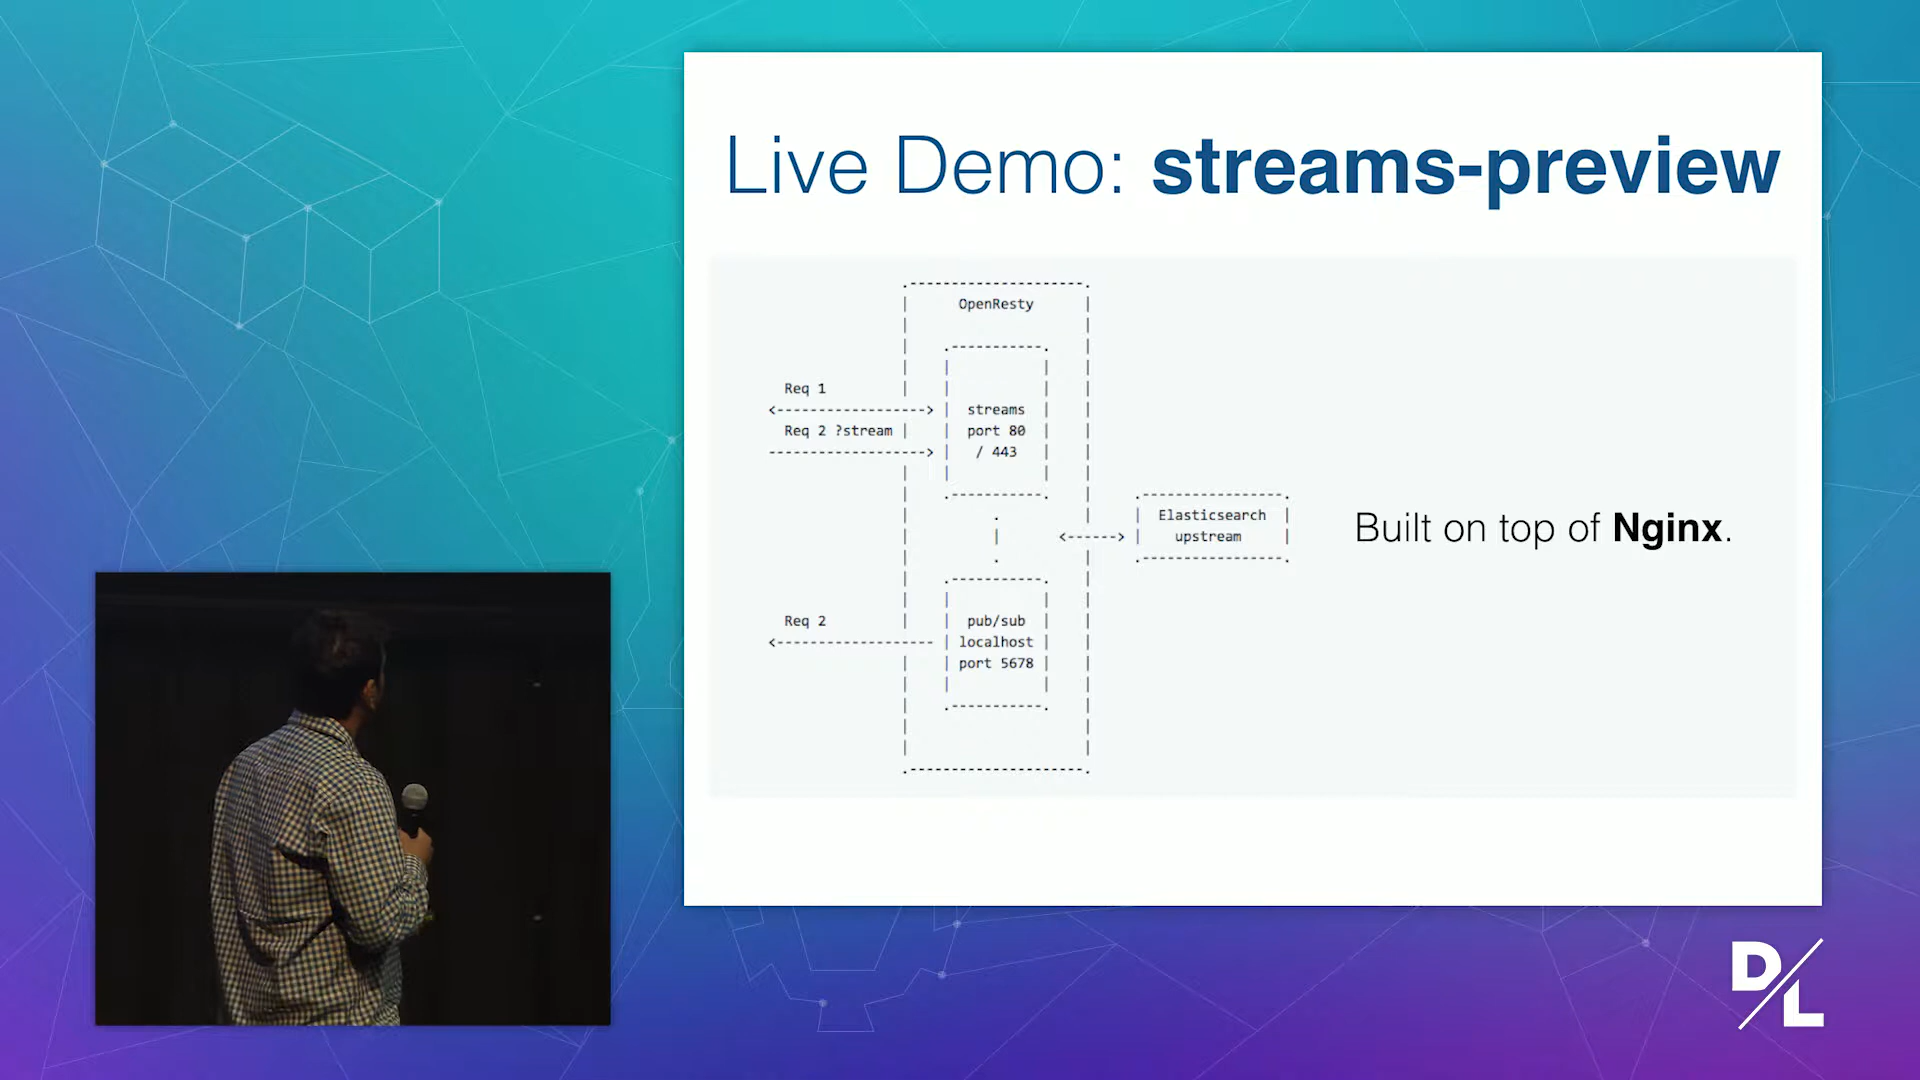 Live Demo: streams-preview
OpenResty
Req 1
streams
Req 2 ?stream
port 80
/ 443
Elasticsearch
upstream
Built on top of Nginx.
Req 2
pub/sub
localhost
port 5678
D/L